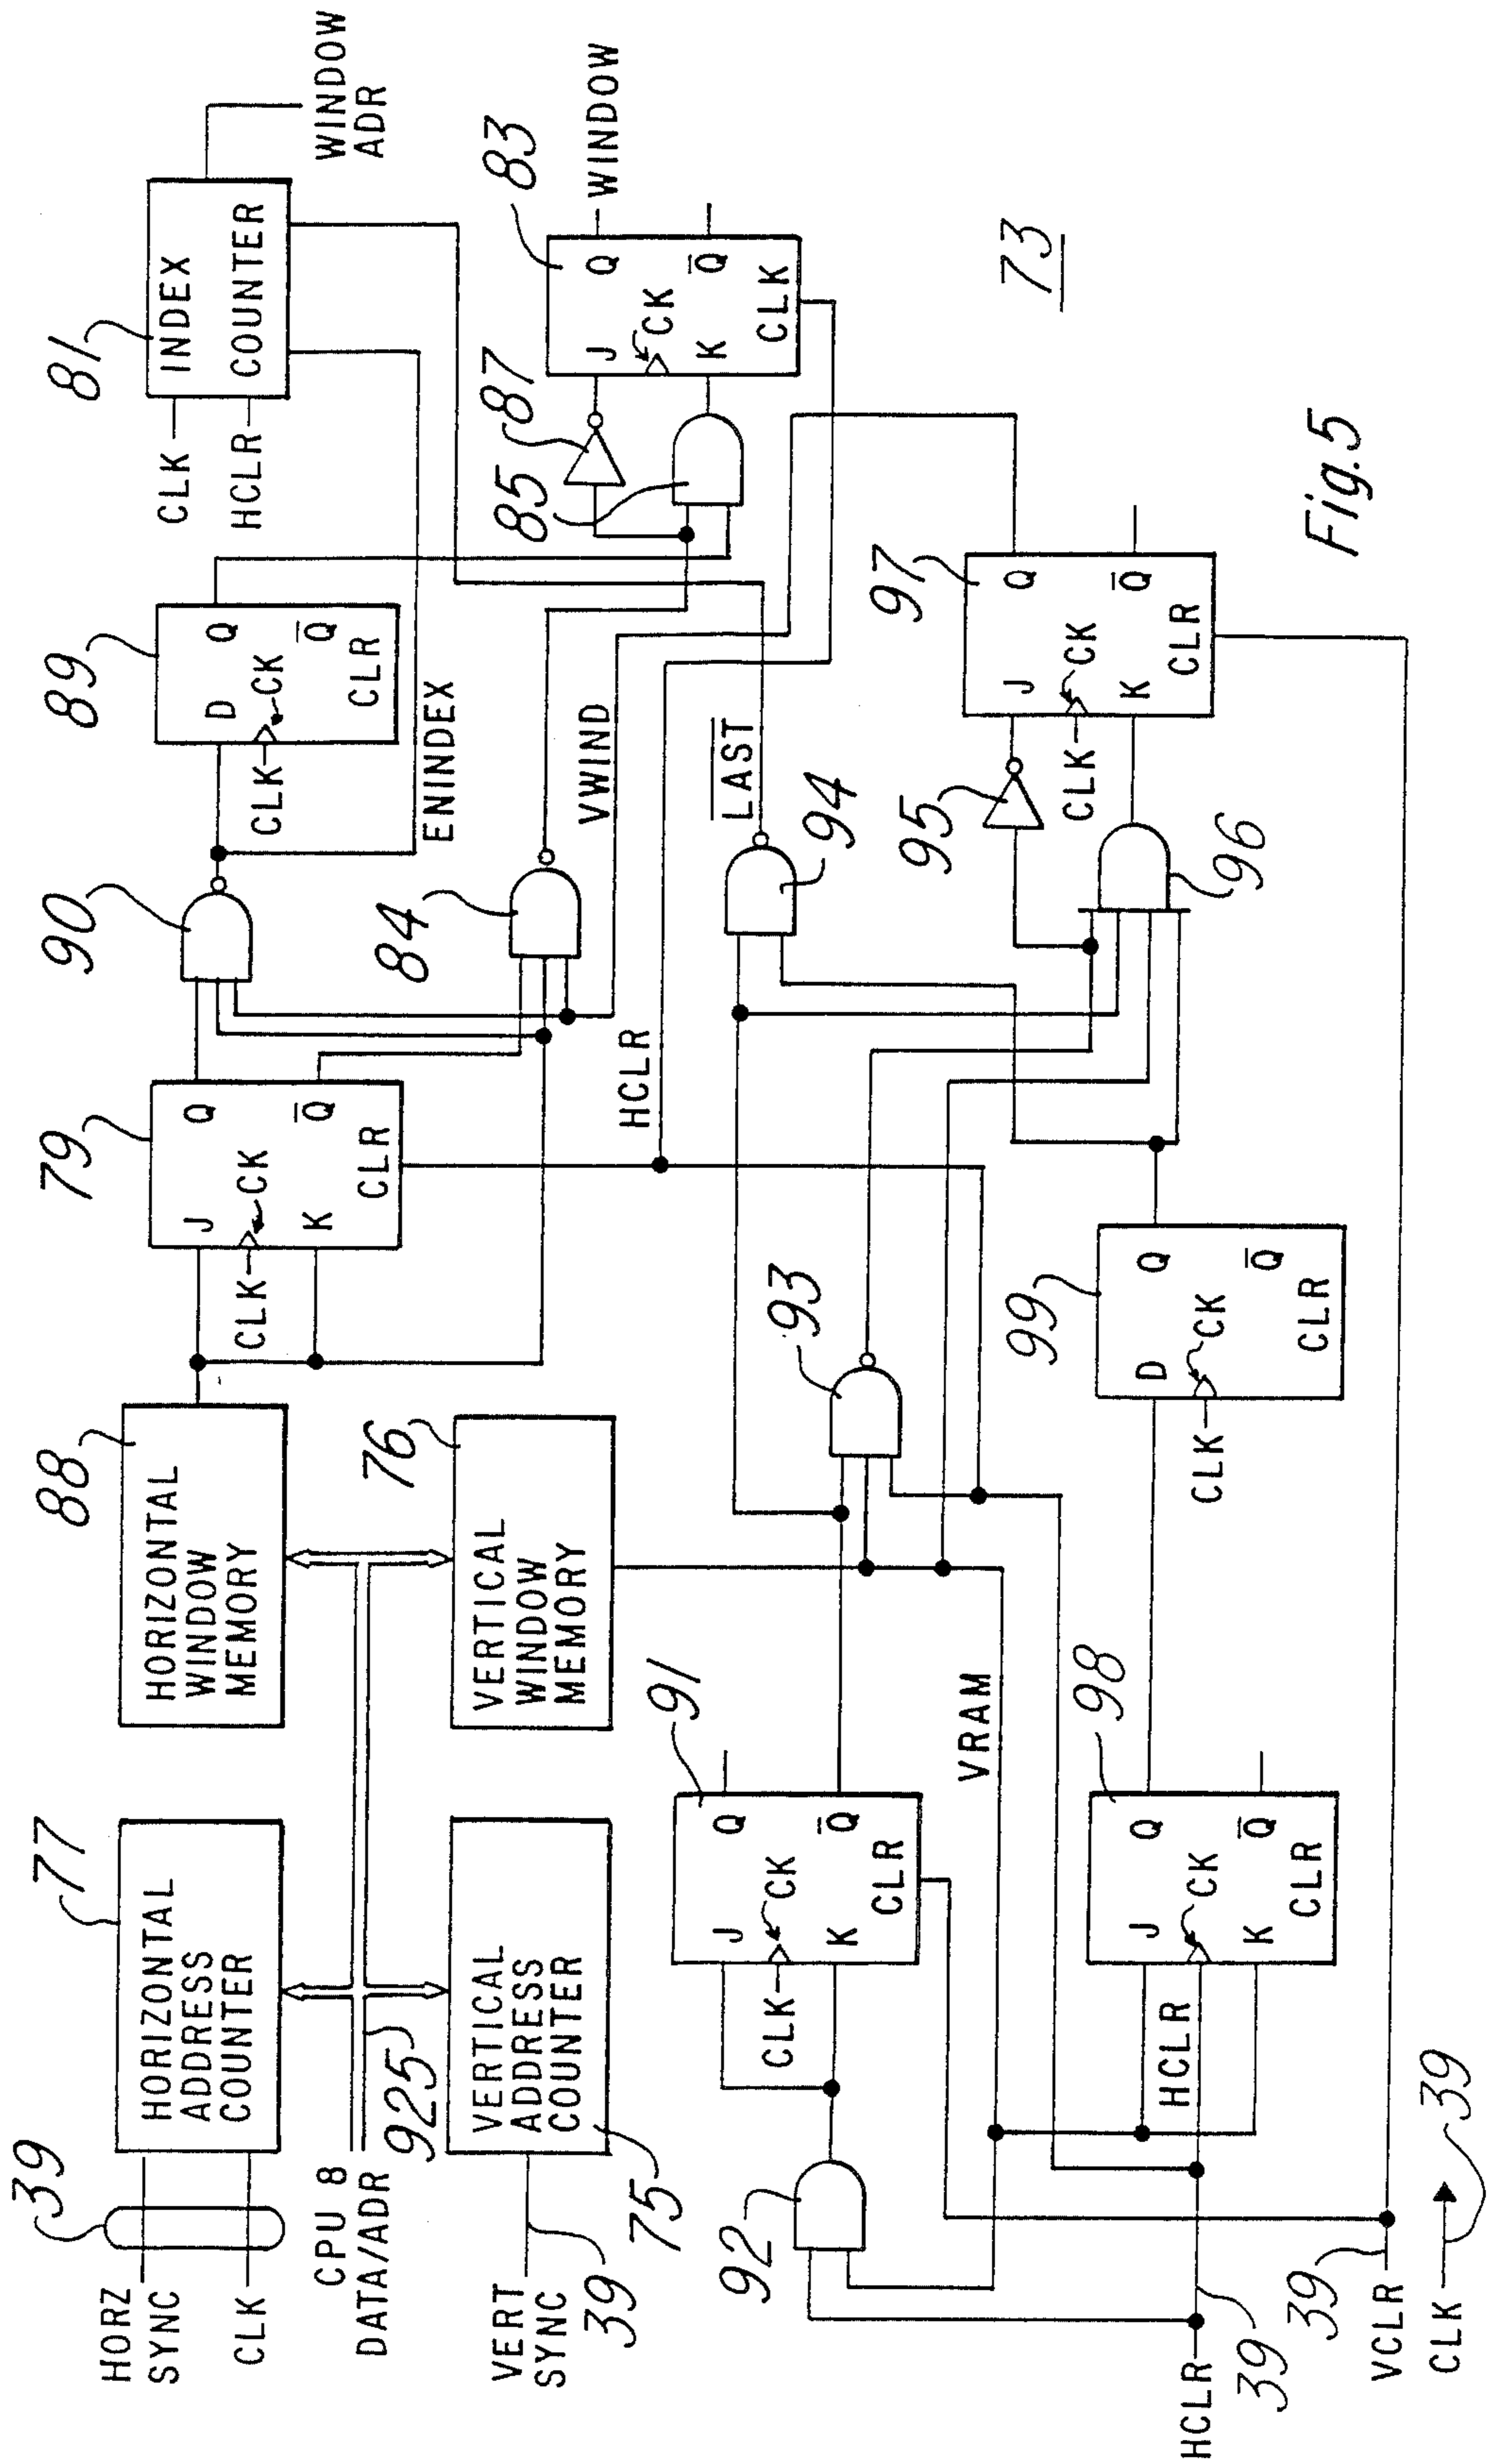 39
HORZ
SYNC
CLK
77
HORIZONTAL
ADDRESS
COUNTER
88
HORIZONTAL
WINDOW
MEMORY
79
J
Q
CLK
CK
K
Q̅
CLR
90
89
D
Q
CLK
CK
Q̅
CLR
81
INDEX
COUNTER
CLK
HCLR
WINDOW
ADR
CPU 8
DATA/ADR
925
ENINDEX
VERT
SYNC
39
75
VERTICAL
ADDRESS
COUNTER
76
VERTICAL
WINDOW
MEMORY
84
VWIND
85
87
83
J
Q
CK
K
Q̅
CLK
WINDOW
HCLR
91
J
Q
CLK
CK
K
Q̅
CLR
92
93
L̅A̅S̅T̅
94
73
VRAM
95
96
97
J
Q
CLK
CK
K
Q̅
CLR
HCLR
39
HCLR
98
J
Q
CK
K
Q̅
CLR
99
D
Q
CLK
CK
Q̅
CLR
VCLR
39
CLK
39
Fig.5